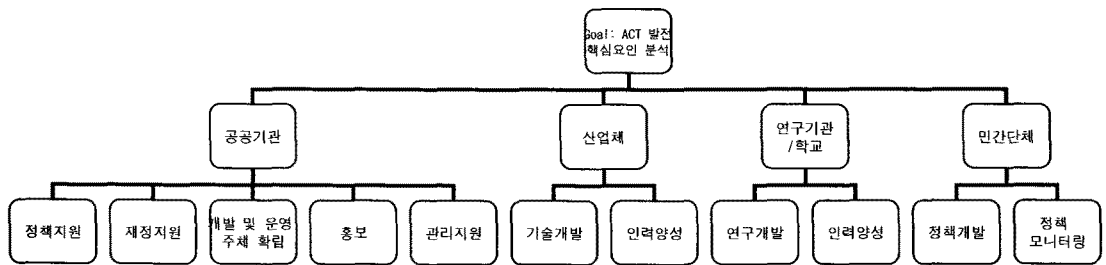 Goal: ACT 발전
핵심요인 분석
공공기관
산업체
연구기관
/학교
민간단체
정책지원
재정지원
개발 및 운영
주체 확립
홍보
관리지원
기술개발
인력양성
연구개발
인력양성
정책개발
정책
모니터링